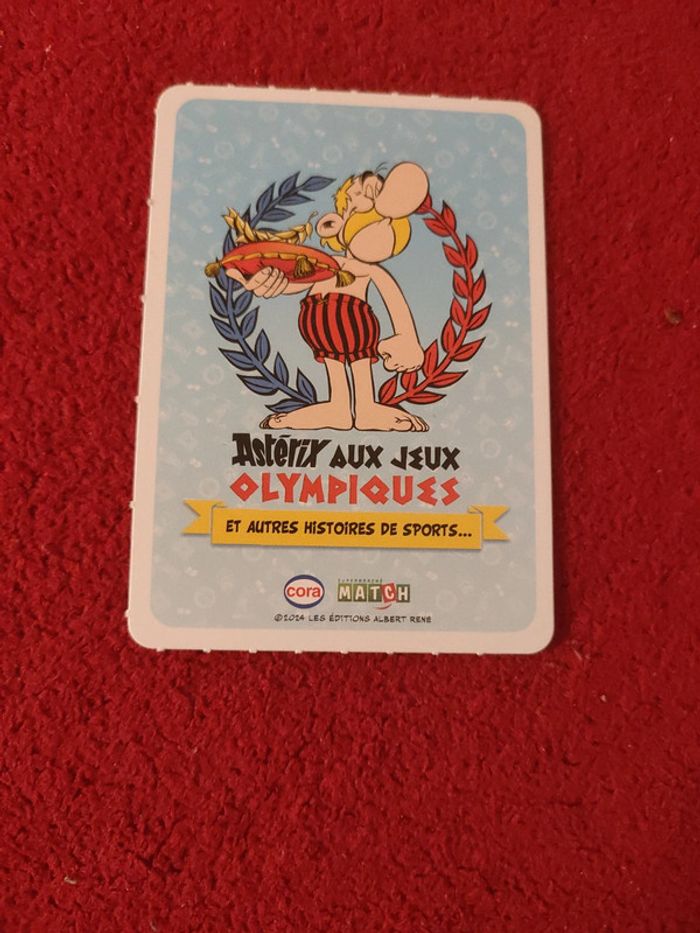 Astérix AUX JEUX
OLYMPIQUES
ET AUTRES HISTOIRES DE SPORTS...
cora
SUPERMARCHÉ
MATCH
©2024 LES ÉDITIONS ALBERT RENÉ